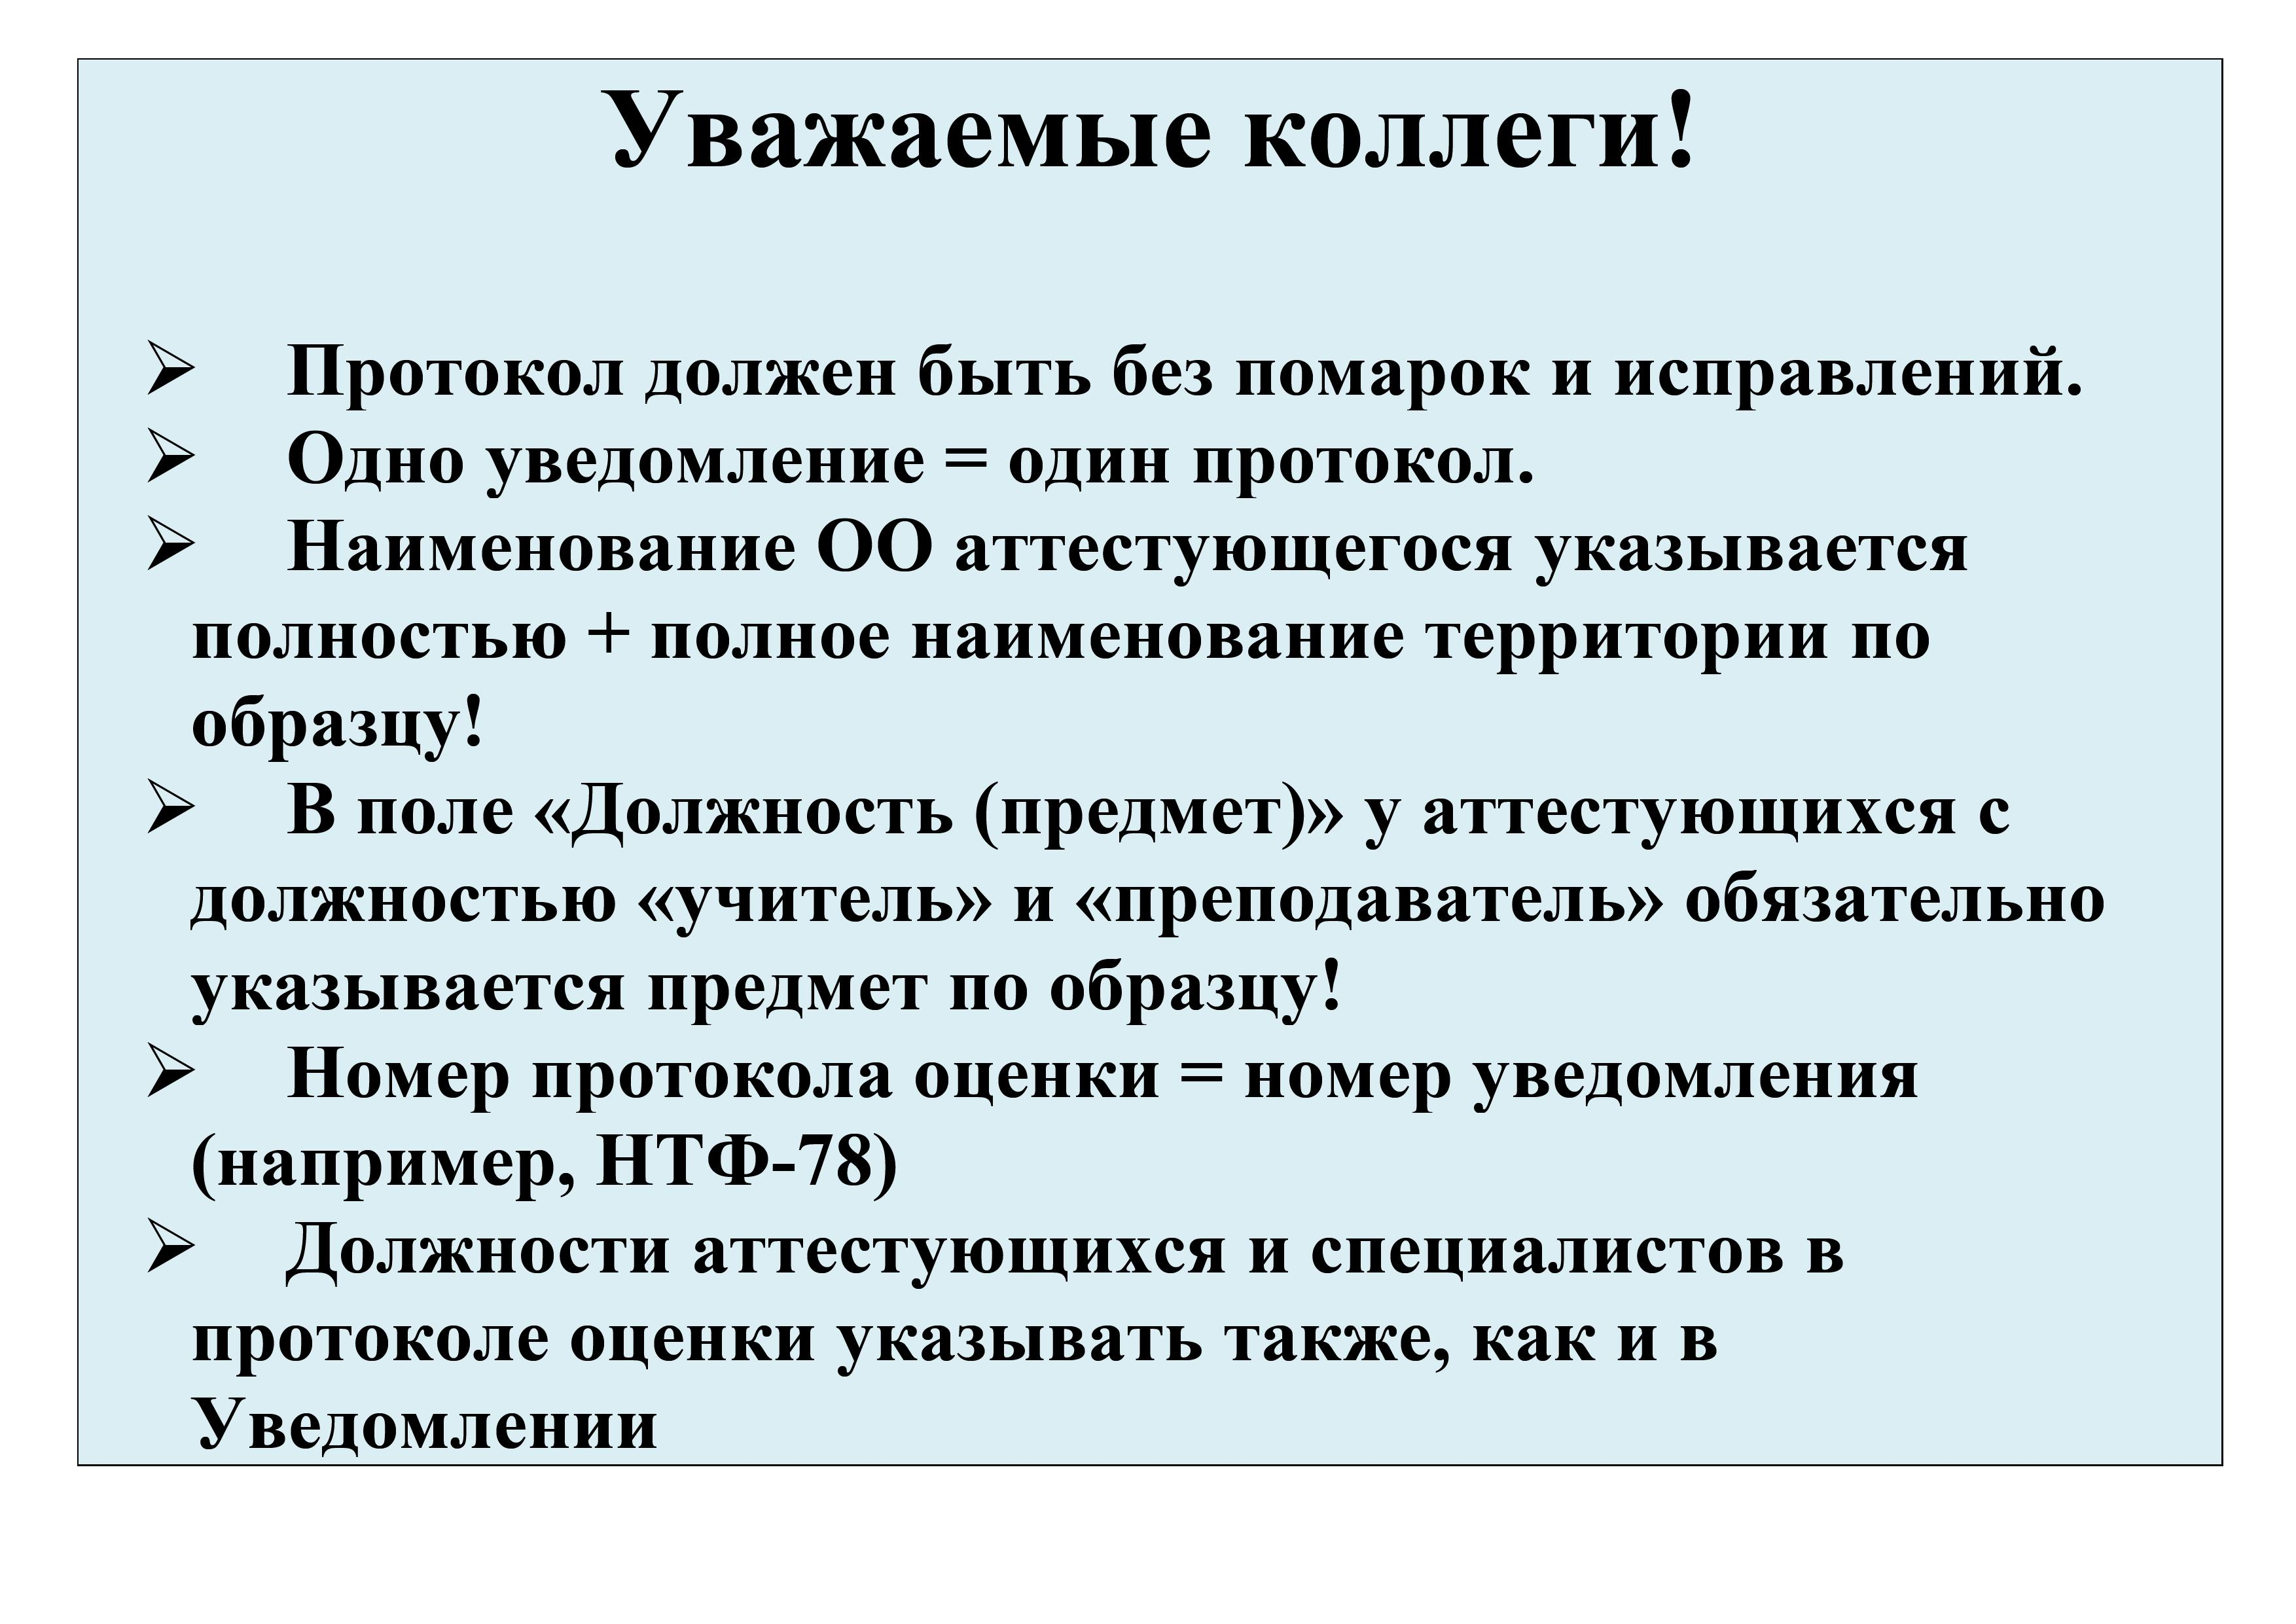 Уважаемые коллеги!
➢ Протокол должен быть без помарок и исправлений.
➢ Одно уведомление = один протокол.
➢ Наименование ОО аттестующегося указывается
полностью + полное наименование территории по
образцу!
➢ В поле «Должность (предмет)» у аттестующихся с
должностью «учитель» и «преподаватель» обязательно
указывается предмет по образцу!
➢ Номер протокола оценки = номер уведомления
(например, НТФ-78)
➢ Должности аттестующихся и специалистов в
протоколе оценки указывать также, как и в
Уведомлении